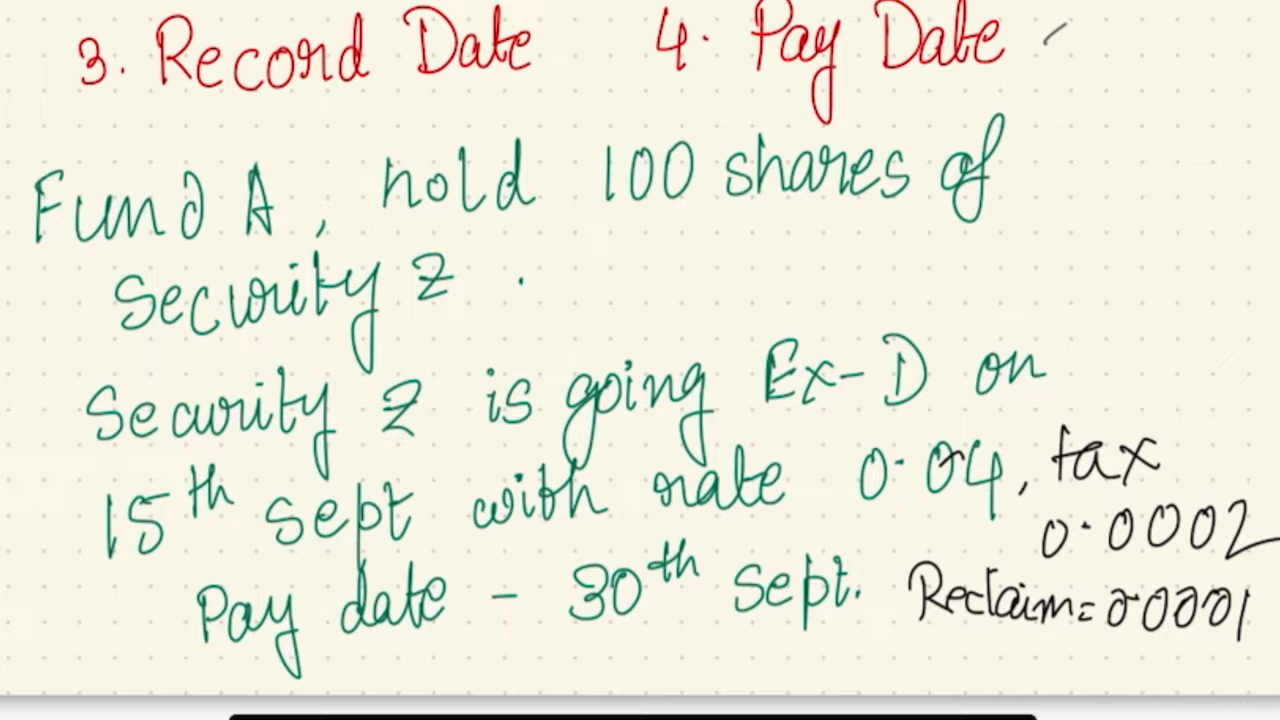 3. Record Date 4. Pay Date
Fund A, hold 100 shares of
Security Z.
Security Z is going Ex-D on
15th Sept with rate 0.04, tax
0.0002
Pay date - 30th Sept. Reclaim = 0.0001